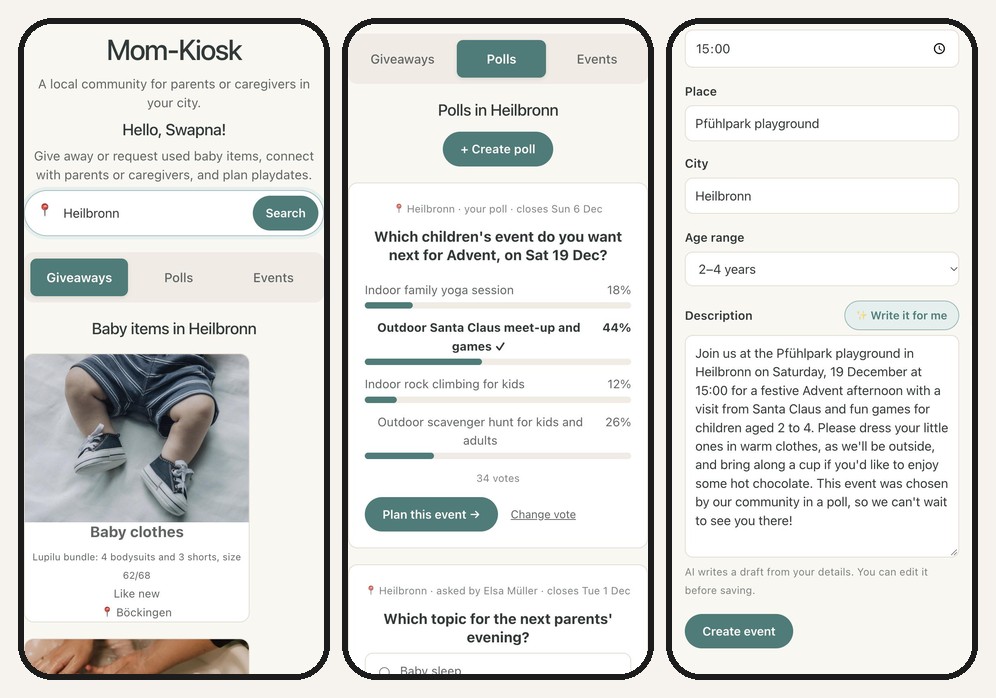 Mom-Kiosk
A local community for parents or caregivers in
your city.
Hello, Swapna!
Give away or request used baby items, connect
with parents or caregivers, and plan playdates.
Heilbronn
Search
Giveaways
Polls
Events
Baby items in Heilbronn
Baby clothes
Lupilu bundle: 4 bodysuits and 3 shorts, size
62/68
Like new
Böckingen
Giveaways
Polls
Events
Polls in Heilbronn
+ Create poll
Heilbronn · your poll · closes Sun 6 Dec
Which children's event do you want
next for Advent, on Sat 19 Dec?
Indoor family yoga session 18%
Outdoor Santa Claus meet-up and 44%
games ✓
Indoor rock climbing for kids 12%
Outdoor scavenger hunt for kids and 26%
adults
34 votes
Plan this event →
Change vote
Heilbronn · asked by Elsa Müller · closes Tue 1 Dec
Which topic for the next parents'
evening?
Baby sleep
15:00
Place
Pfühlpark playground
City
Heilbronn
Age range
2–4 years
Description
✨ Write it for me
Join us at the Pfühlpark playground in
Heilbronn on Saturday, 19 December at
15:00 for a festive Advent afternoon with a
visit from Santa Claus and fun games for
children aged 2 to 4. Please dress your little
ones in warm clothes, as we'll be outside,
and bring along a cup if you'd like to enjoy
some hot chocolate. This event was chosen
by our community in a poll, so we can't wait
to see you there!
AI writes a draft from your details. You can edit it
before saving.
Create event